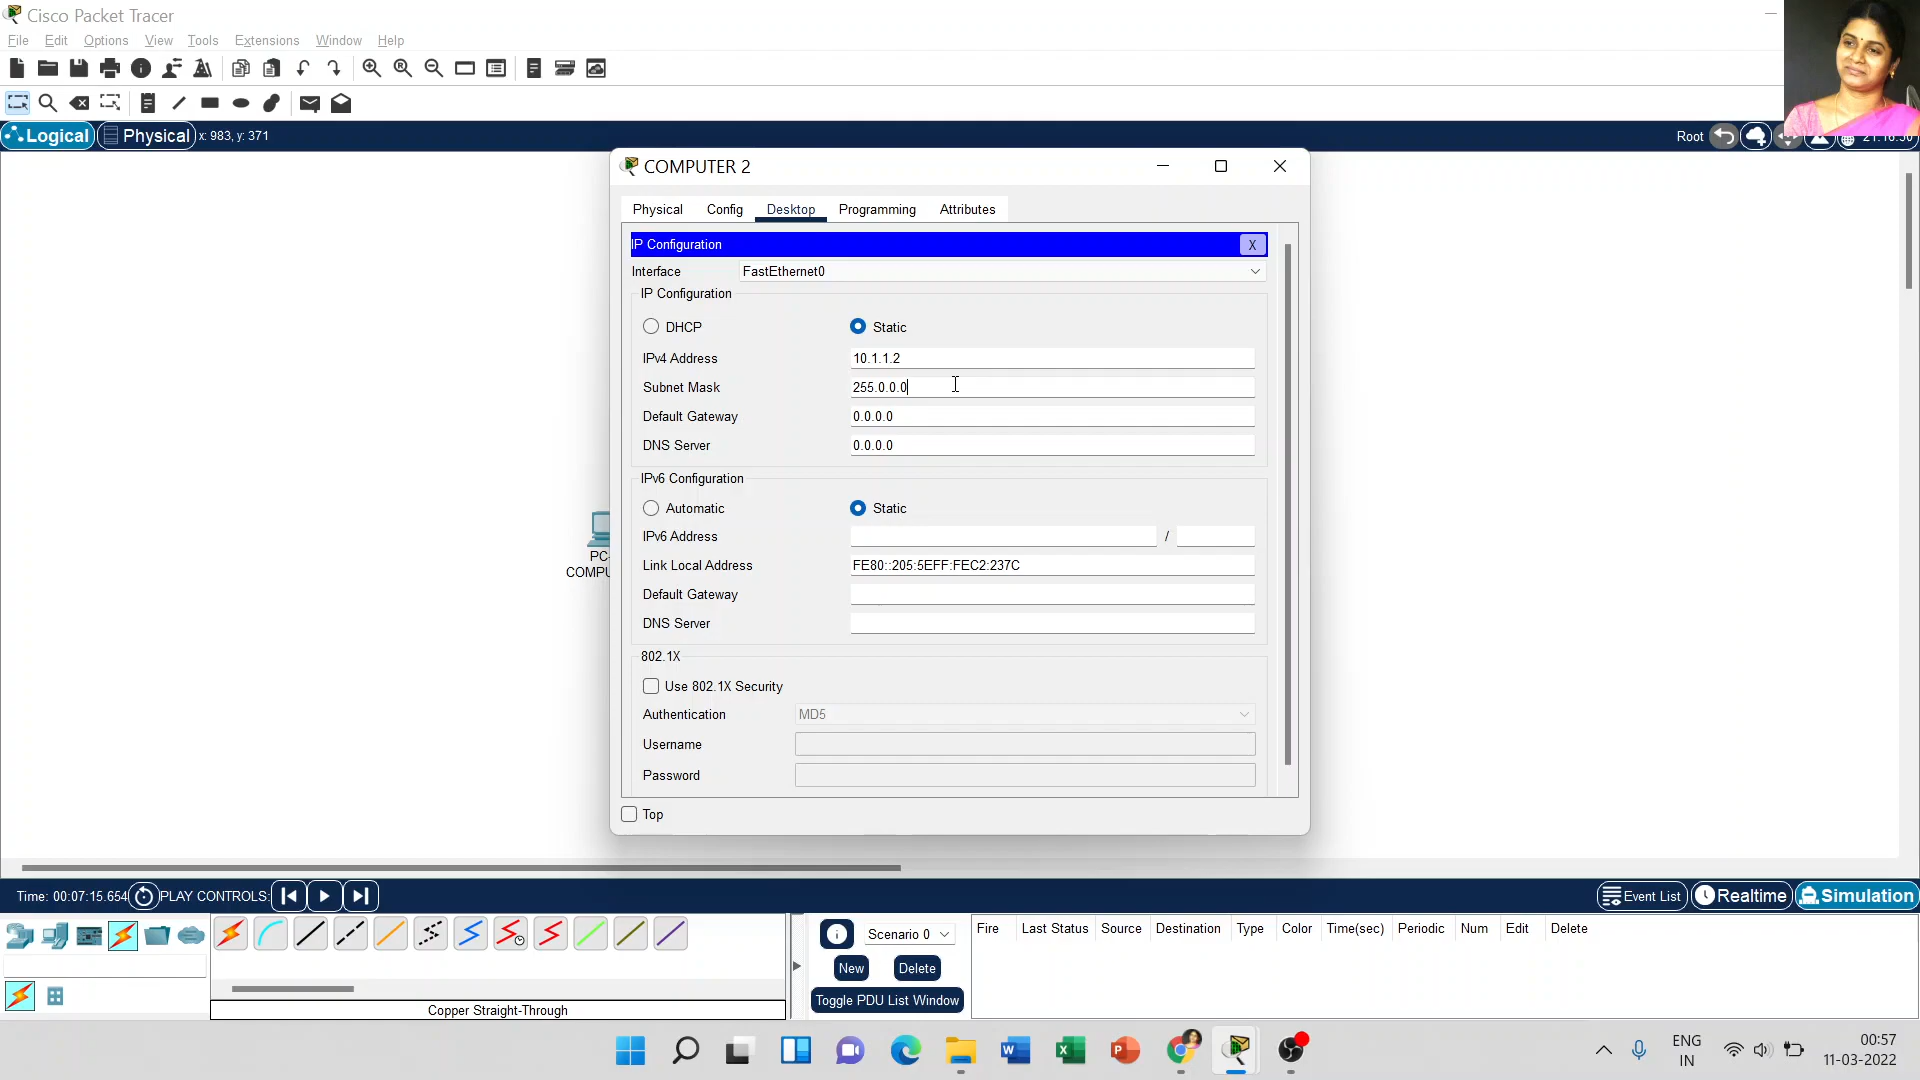 Cisco Packet Tracer
File Edit Options View Tools Extensions Window Help
Logical Physical x: 983, y: 371 Root
COMPUTER 2
Physical Config Desktop Programming Attributes
IP Configuration X
Interface FastEthernet0
IP Configuration
DHCP Static
IPv4 Address 10.1.1.2
Subnet Mask 255.0.0.0
Default Gateway 0.0.0.0
DNS Server 0.0.0.0
IPv6 Configuration
Automatic Static
IPv6 Address /
Link Local Address FE80::205:5EFF:FEC2:237C
Default Gateway
DNS Server
802.1X
Use 802.1X Security
Authentication MD5
Username
Password
Top
PC-
COMPU
Time: 00:07:15.654 PLAY CONTROLS: Event List Realtime Simulation
Scenario 0
New Delete
Toggle PDU List Window
Fire Last Status Source Destination Type Color Time(sec) Periodic Num Edit Delete
Copper Straight-Through
ENG
IN
00:57
11-03-2022